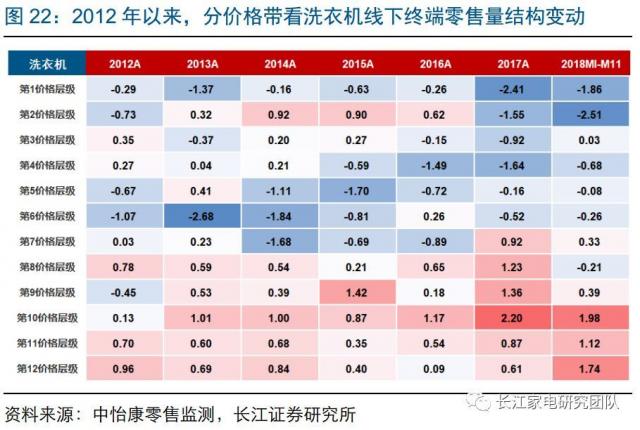 图 22：2012 年以来，分价格带看洗衣机线下终端零售量结构变动
洗衣机 2012A 2013A 2014A 2015A 2016A 2017A 2018MI-M11
第1价格层级 -0.29 -1.37 -0.16 -0.63 -0.26 -2.41 -1.86
第2价格层级 -0.73 0.32 0.92 0.90 0.62 -1.55 -2.51
第3价格层级 0.35 -0.37 0.20 0.27 -0.15 -0.92 0.03
第4价格层级 0.27 0.04 0.21 -0.59 -1.49 -1.64 -0.68
第5价格层级 -0.67 0.41 -1.11 -1.70 -0.72 -0.16 -0.08
第6价格层级 -1.07 -2.68 -1.84 -0.81 0.26 -0.52 -0.26
第7价格层级 0.03 0.23 -1.68 -0.69 -0.89 0.92 0.33
第8价格层级 0.78 0.59 0.54 0.21 0.65 1.23 -0.21
第9价格层级 -0.45 0.53 0.39 1.42 0.18 1.36 0.39
第10价格层级 0.13 1.01 1.00 0.87 1.17 2.20 1.98
第11价格层级 0.70 0.60 0.68 0.35 0.54 0.87 1.12
第12价格层级 0.96 0.69 0.84 0.40 0.09 0.61 1.74
资料来源：中怡康零售监测，长江证券研究所
长江家电研究团队